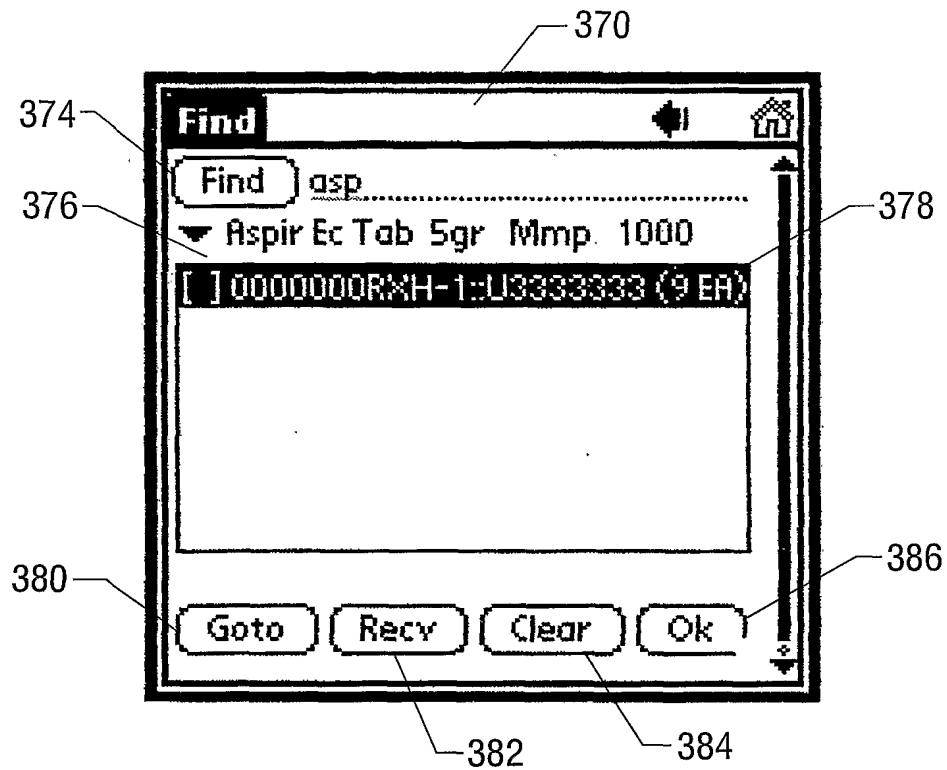 370
374
Find
Find asp
376
378
Aspir Ec Tab 5gr Mmp 1000
[ ] 0000000RXH-1::U3333333 (9 EA)
380
386
Goto Recv Clear Ok
382
384